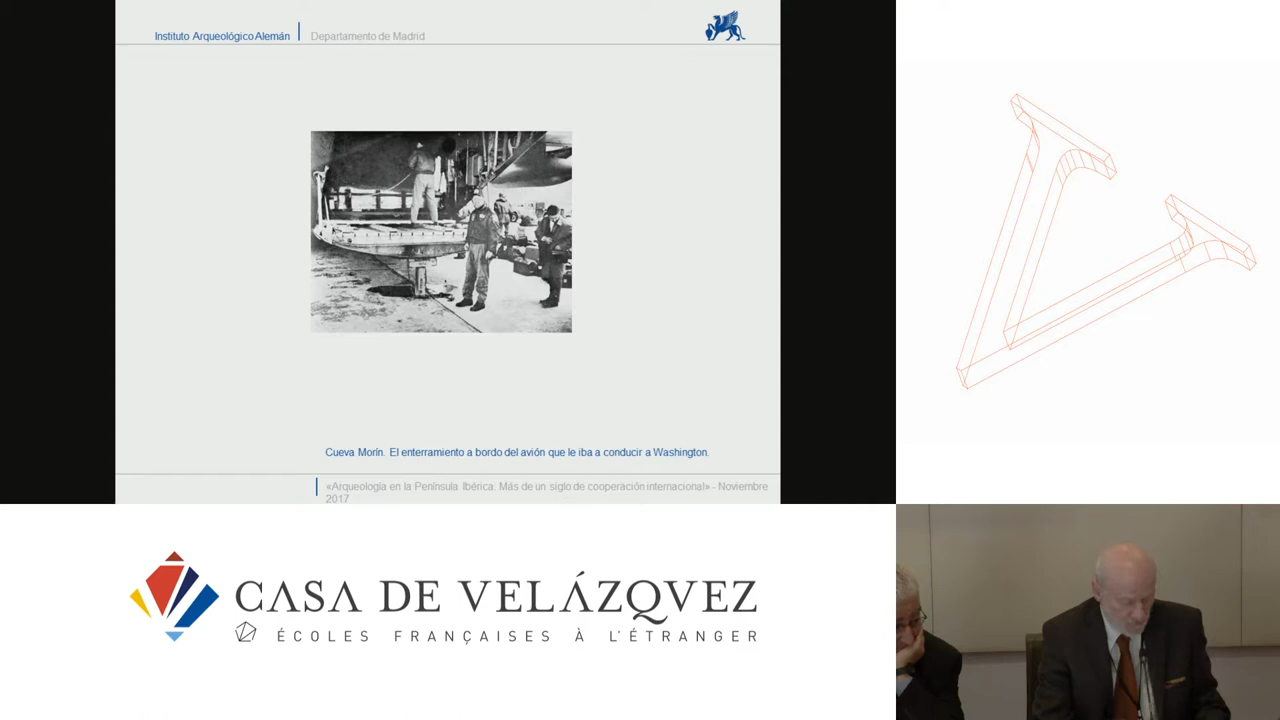 Instituto Arqueológico Alemán
Departamento de Madrid
Cueva Morín. El enterramiento a bordo del avión que le iba a conducir a Washington.
«Arqueología en la Península Ibérica. Más de un siglo de cooperación internacional» - Noviembre
2017
CASA DE VELÁZQVEZ
ÉCOLES FRANÇAISES À L'ÉTRANGER